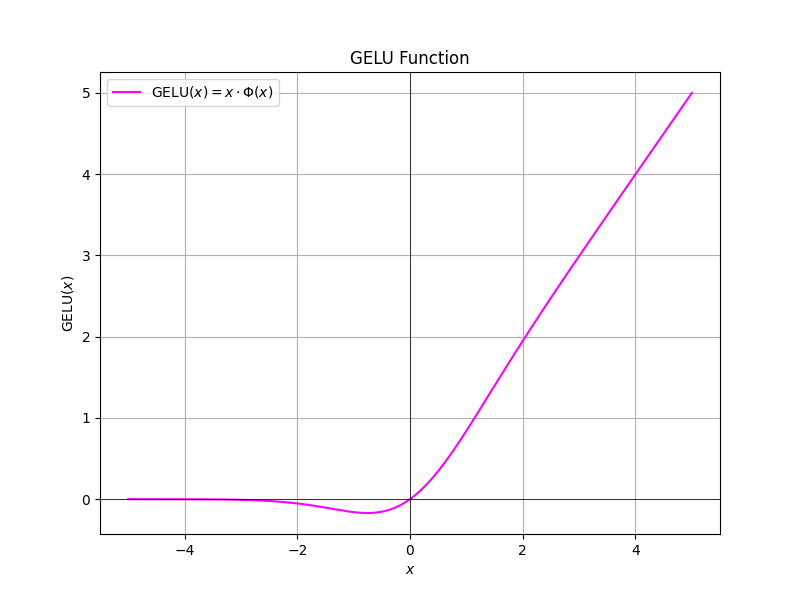 GELU Function
GELU(x) = x · Φ(x)
GELU(x)
5
4
3
2
1
0
−4
−2
0
2
4
x